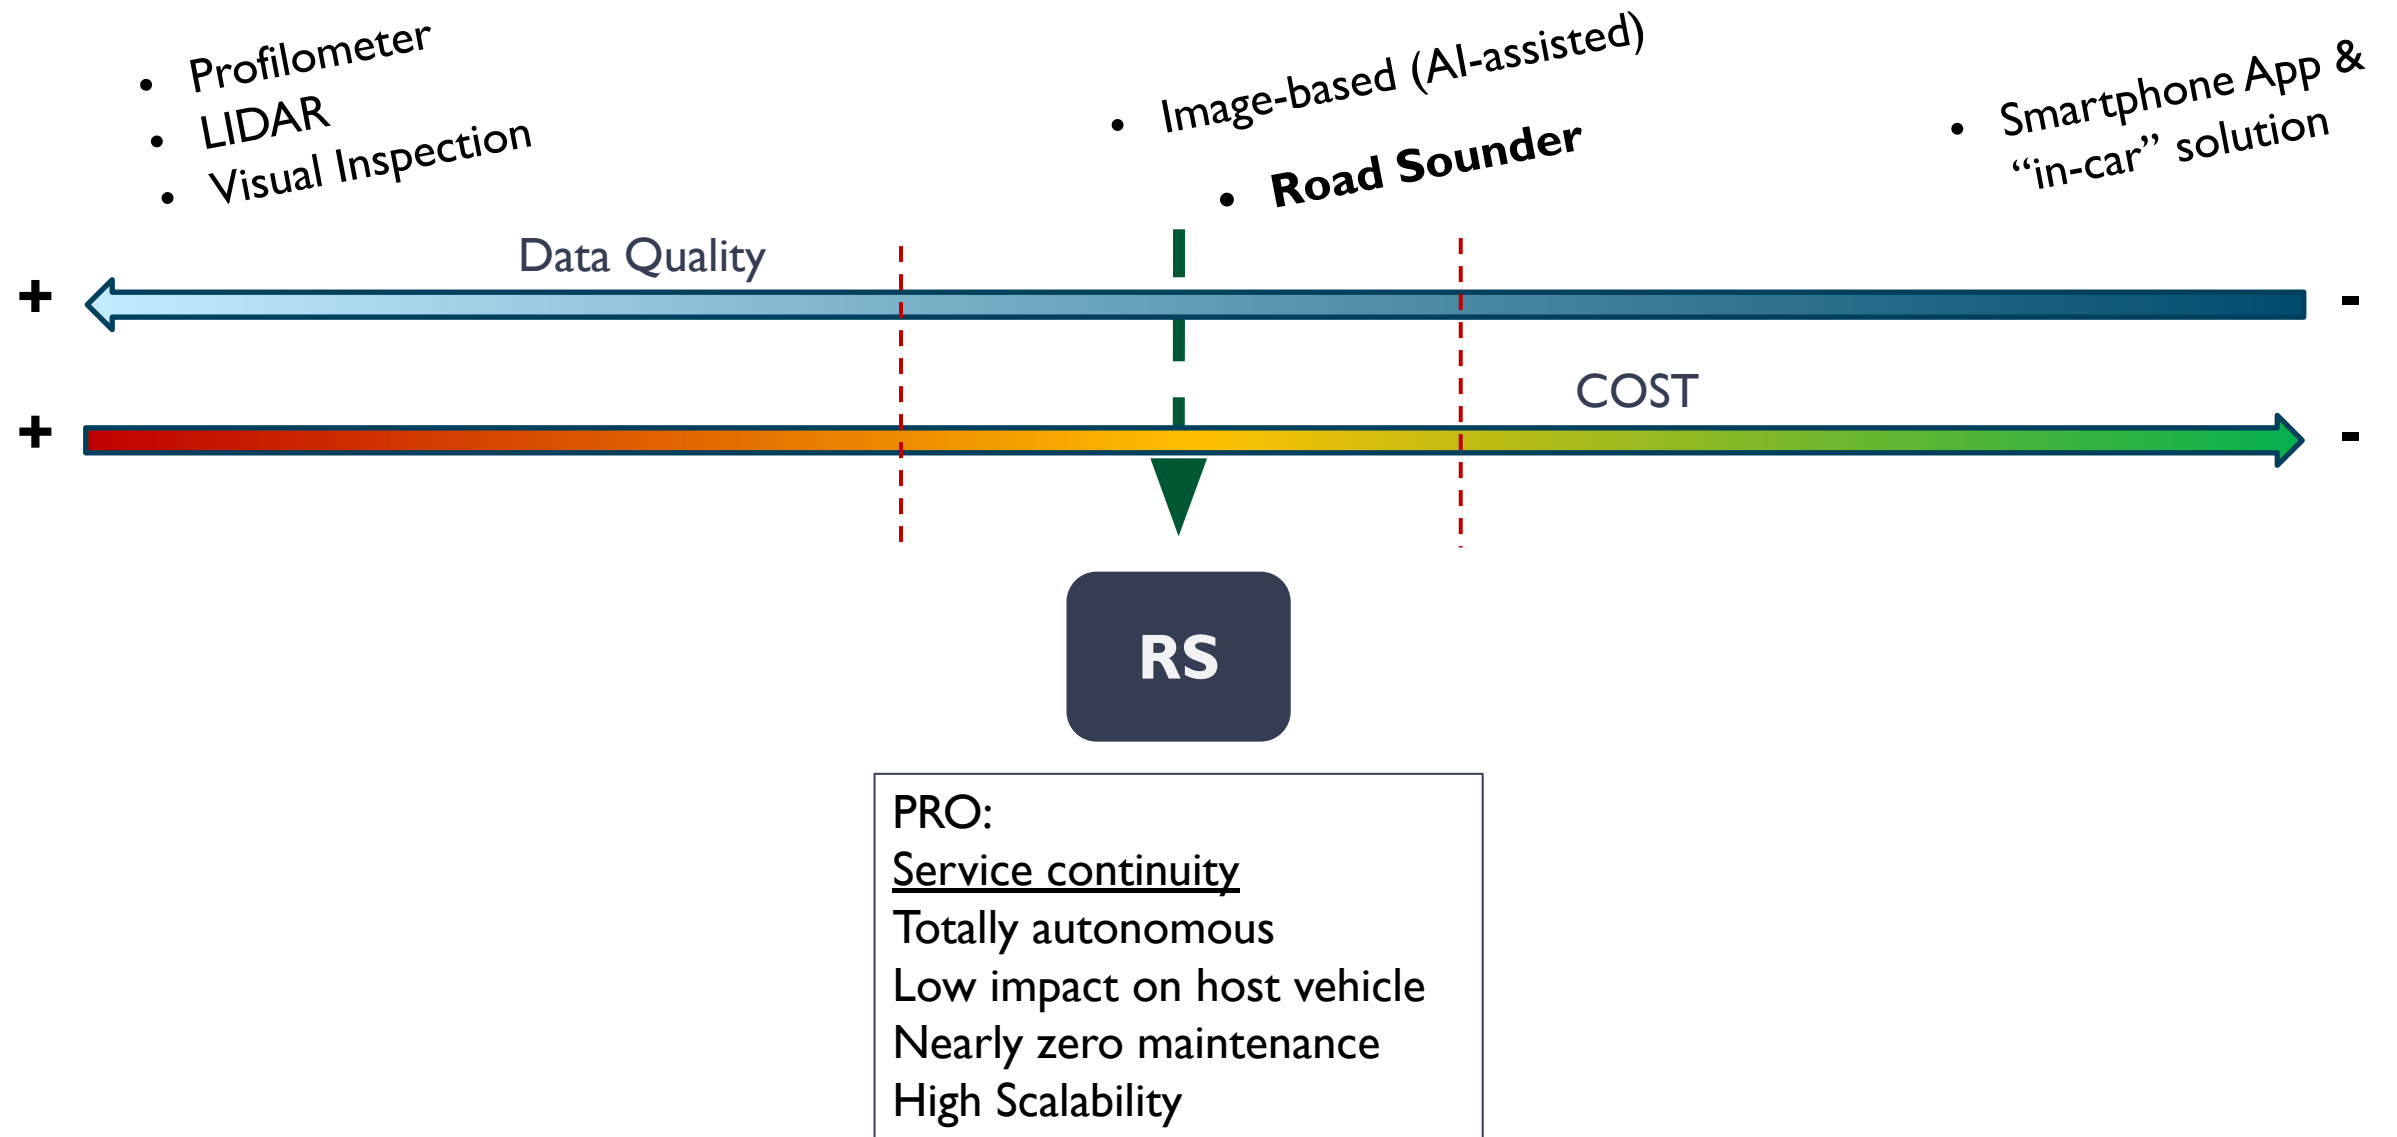 • Profilometer
• LIDAR
• Visual Inspection
• Image-based (AI-assisted)
• Road Sounder
• Smartphone App &
“in-car” solution
Data Quality
+
-
COST
+
-
RS
PRO:
Service continuity
Totally autonomous
Low impact on host vehicle
Nearly zero maintenance
High Scalability